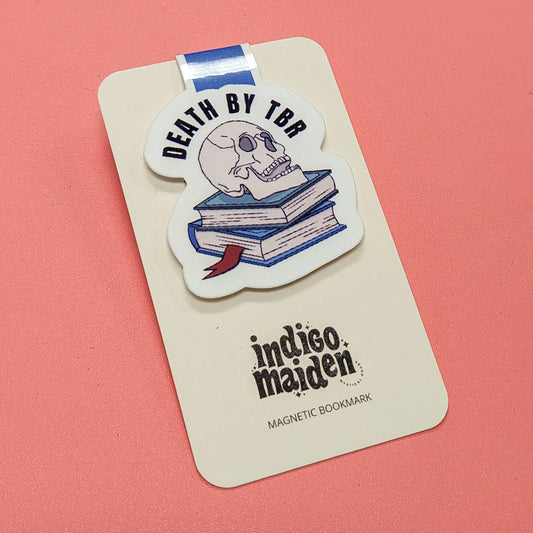 DEATH BY TBR
indigo
maiden
MAGNETIC BOOKMARK